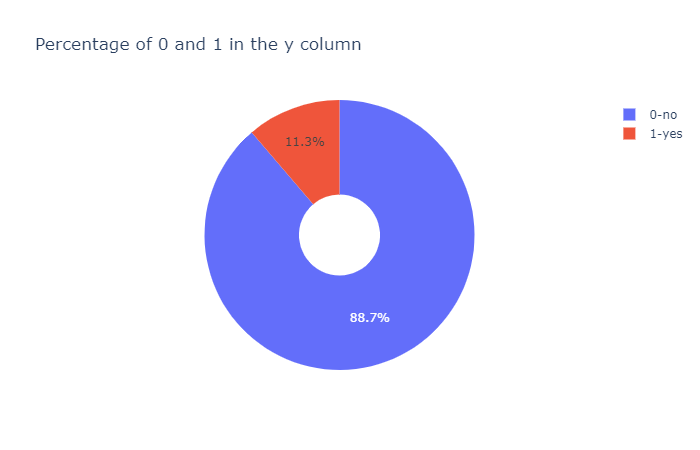 Percentage of 0 and 1 in the y column
0-no
1-yes
11.3%
88.7%